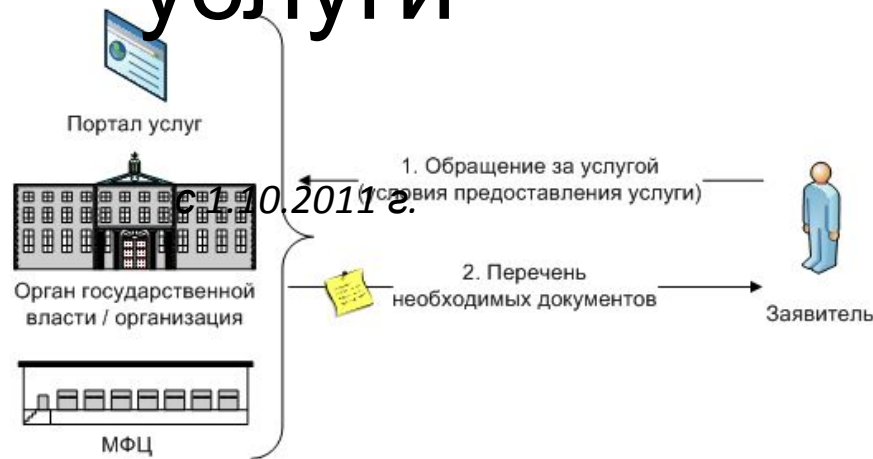 услуги
Портал услуг
1. Обращение за услугой
(условия предоставления услуги)
с 1.10.2011 г.
2. Перечень
необходимых документов
Орган государственной
власти / организация
Заявитель
МФЦ